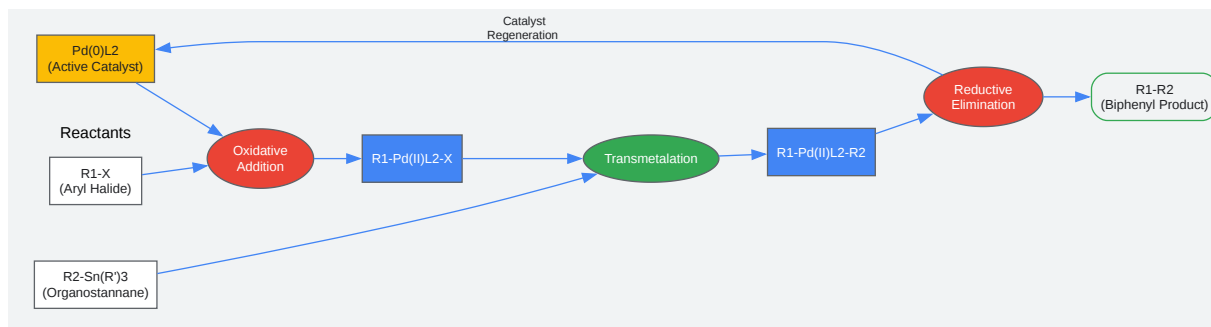 Catalyst
Regeneration
Pd(0)L2
(Active Catalyst)
Reactants
R1-X
(Aryl Halide)
R2-Sn(R')3
(Organostannane)
Oxidative
Addition
R1-Pd(II)L2-X
Transmetalation
R1-Pd(II)L2-R2
Reductive
Elimination
R1-R2
(Biphenyl Product)